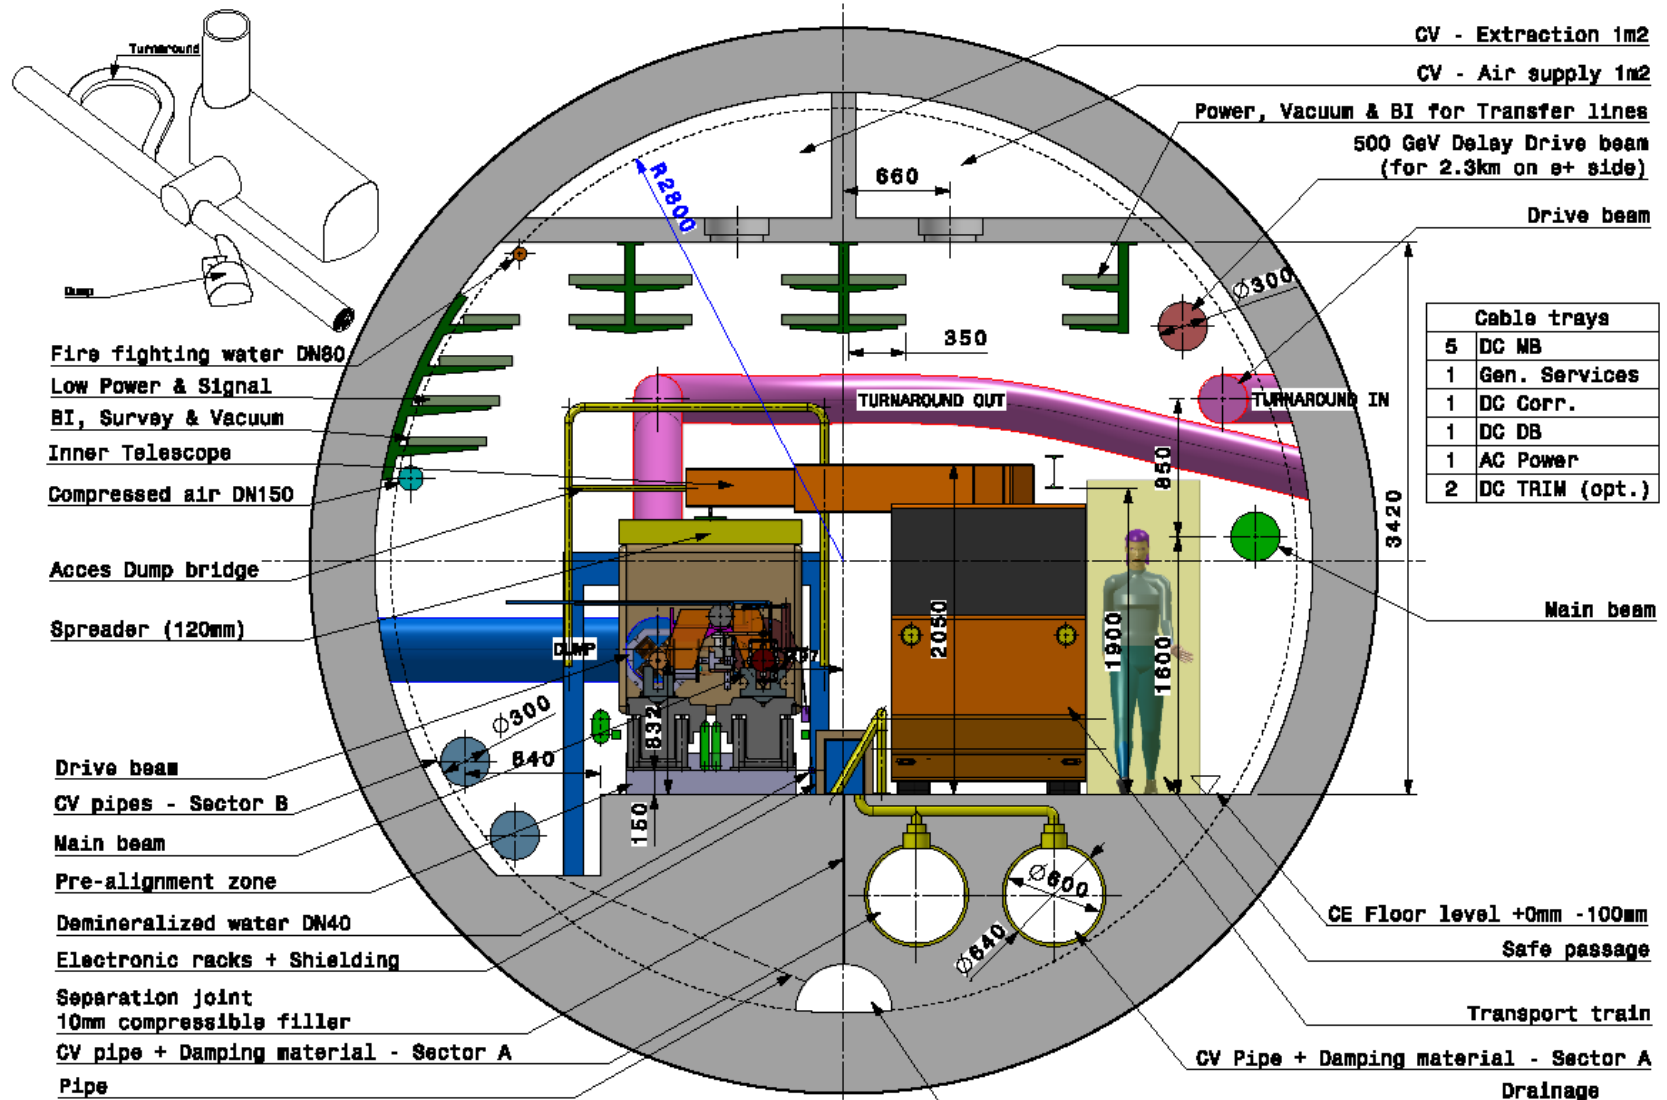 Turnaround
Dump
CV - Extraction 1m2
CV - Air supply 1m2
Power, Vacuum & BI for Transfer lines
500 GeV Delay Drive beam
(for 2.3km on e+ side)
Drive beam
R2800
660
Ø300
350
Cable trays
5 DC MB
1 Gen. Services
1 DC Corr.
1 DC DB
1 AC Power
2 DC TRIM (opt.)
Fire fighting water DN80
Low Power & Signal
BI, Survey & Vacuum
Inner Telescope
Compressed air DN150
Acces Dump bridge
Spreader (120mm)
TURNAROUND OUT
TURNAROUND IN
850
3420
2050
1900
1600
Main beam
DUMP
832
150
Ø300
840
Drive beam
CV pipes - Sector B
Main beam
Pre-alignment zone
Demineralized water DN40
Electronic racks + Shielding
Separation joint
10mm compressible filler
CV pipe + Damping material - Sector A
Pipe
Ø600
Ø640
CE Floor level +0mm -100mm
Safe passage
Transport train
CV Pipe + Damping material - Sector A
Drainage